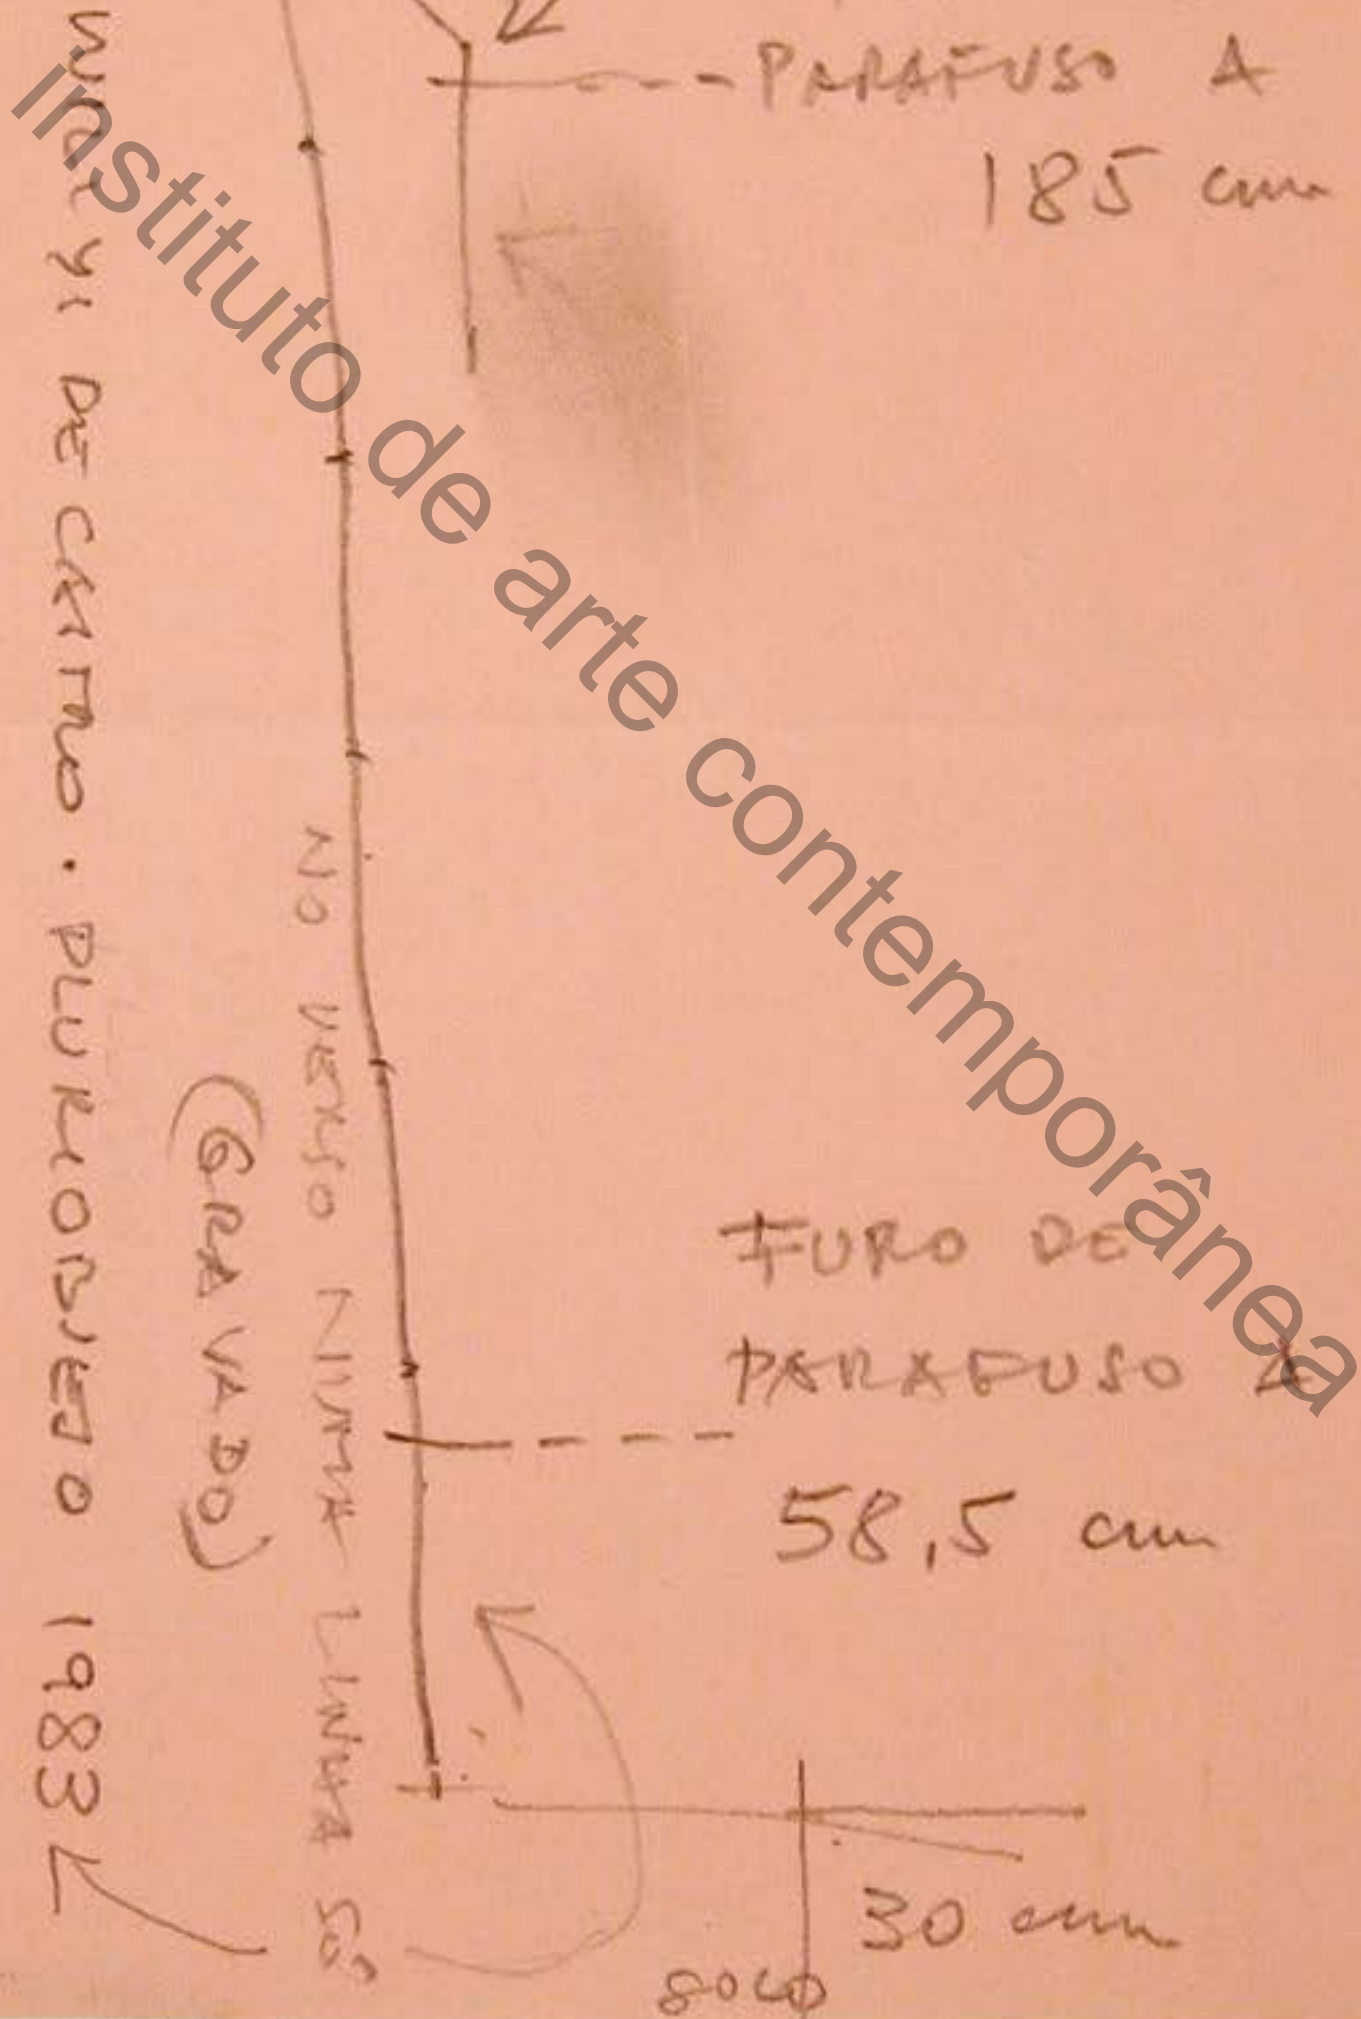 PARAFUSO A
185 cm
FURO DE
PARAFUSO A
58,5 cm
30 cm
SOLO
NO VERSO NUMA LINHA SÓ
(GRAVADO)
DE CASTRO . PLURIOBJETO 1983
instituto de arte contemporânea